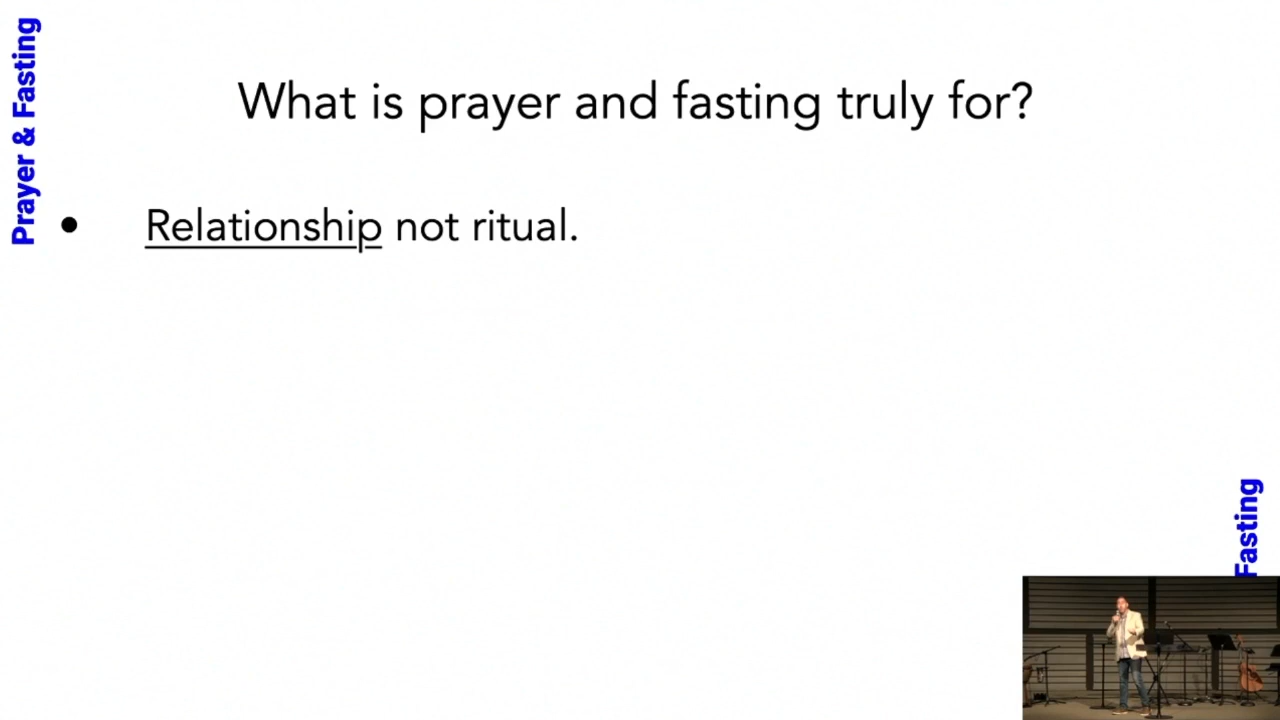 Prayer & Fasting
What is prayer and fasting truly for?
• Relationship not ritual.
Fasting